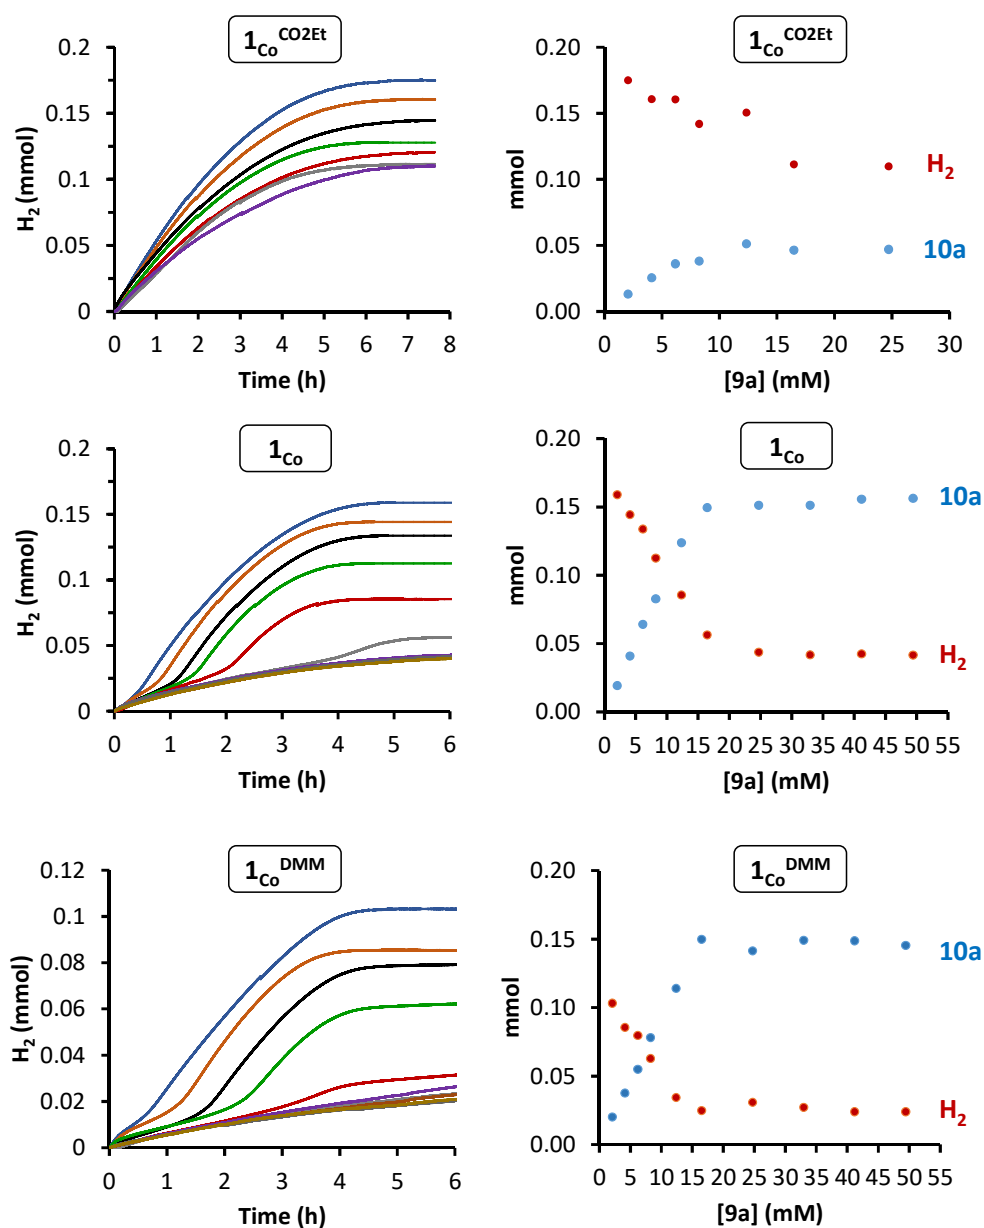 1Co CO2Et
H2 (mmol)
0.2
0.15
0.1
0.05
0
0 1 2 3 4 5 6 7 8
Time (h)
1Co CO2Et
mmol
0.20
0.15
0.10
0.05
0.00
H2
10a
0 5 10 15 20 25 30
[9a] (mM)
1Co
H2 (mmol)
0.2
0.15
0.1
0.05
0
0 1 2 3 4 5 6
Time (h)
1Co
mmol
0.20
0.15
0.10
0.05
0.00
10a
H2
0 5 10 15 20 25 30 35 40 45 50 55
[9a] (mM)
1Co DMM
H2 (mmol)
0.12
0.1
0.08
0.06
0.04
0.02
0
0 1 2 3 4 5 6
Time (h)
1Co DMM
mmol
0.20
0.15
0.10
0.05
0.00
10a
H2
0 5 10 15 20 25 30 35 40 45 50 55
[9a] (mM)